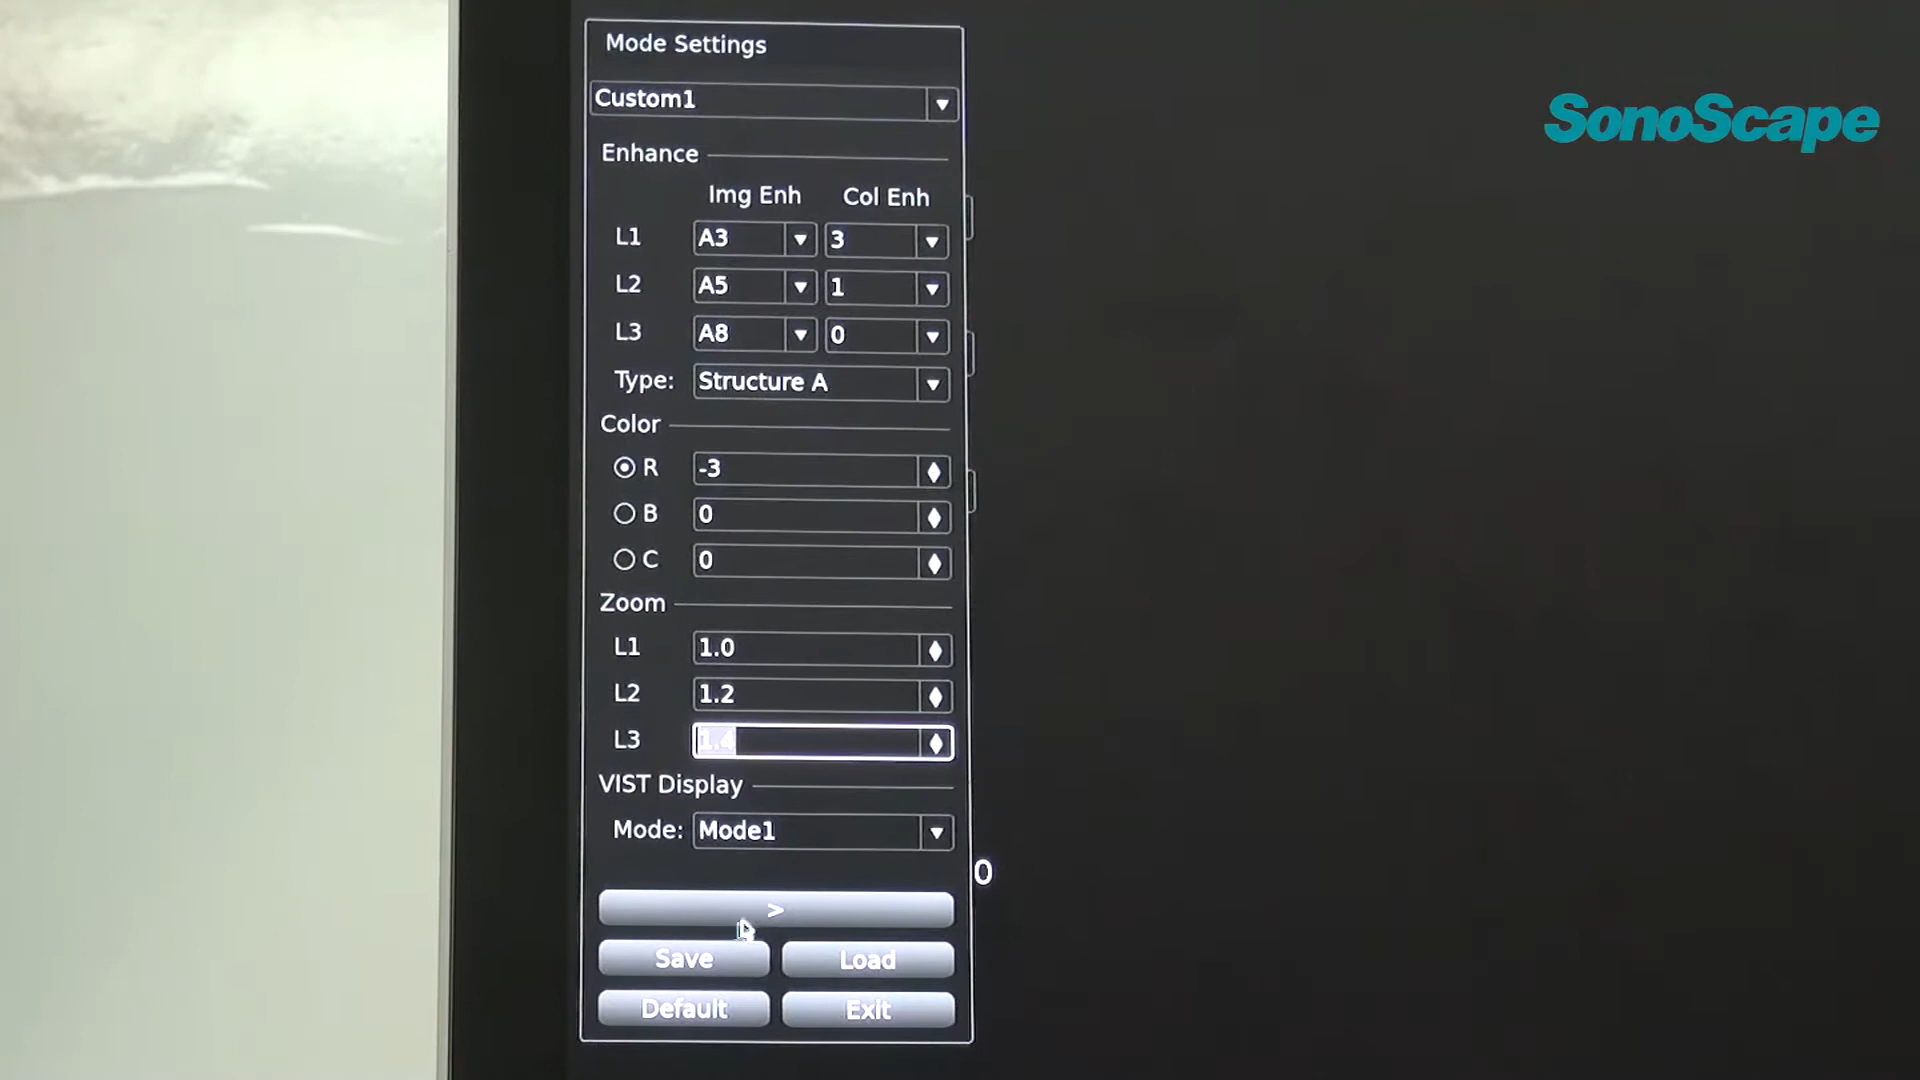 Mode Settings
SonoScape
Custom1
Enhance
Img Enh Col Enh
L1 A3 3
L2 A5 1
L3 A8 0
Type: Structure A
Color
R -3
B 0
C 0
Zoom
L1 1.0
L2 1.2
L3 1.4
VIST Display
Mode: Mode1
0
>
Save Load
Default Exit